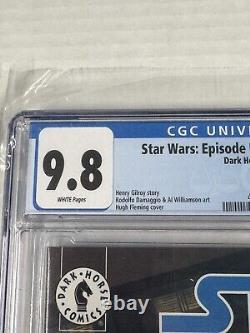 CGC UNIV
9.8
WHITE Pages
Star Wars: Episode
Dark Ho
Henry Gilroy story
Rodolfo Damaggio & Al Williamson art
Hugh Fleming cover
DARK HORSE
COMICS